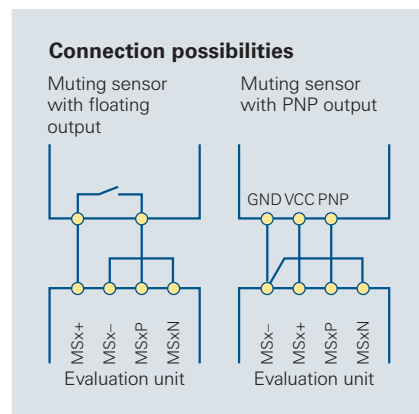 Connection possibilities
Muting sensor
with floating
output
MSx+
MSx–
MSxP
MSxN
Evaluation unit
Muting sensor
with PNP output
GND VCC PNP
MSx–
MSx+
MSxP
MSxN
Evaluation unit